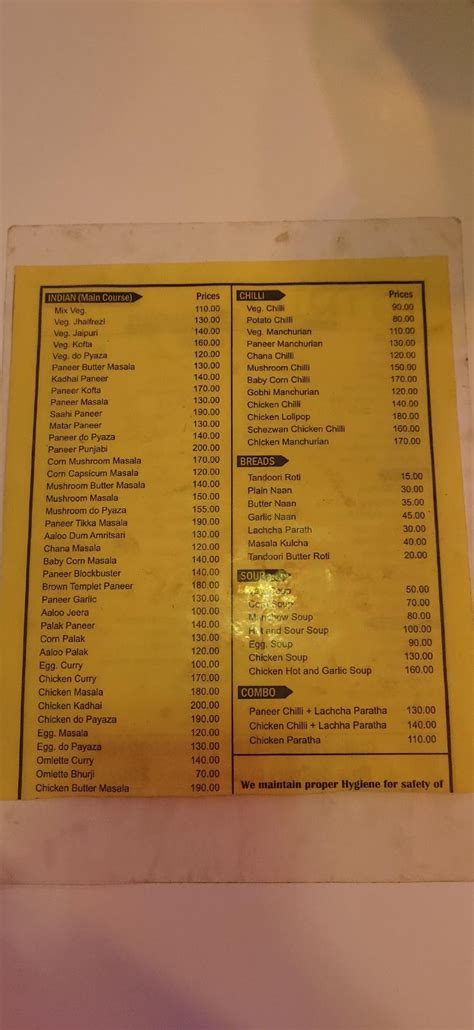 INDIAN (Main Course) Prices
Mix Veg. 110.00
Veg. Jhalfrezi 130.00
Veg. Jaipuri 140.00
Veg. Kofta 160.00
Veg. do Pyaza 120.00
Paneer Butter Masala 130.00
Kadhai Paneer 140.00
Paneer Kofta 170.00
Paneer Masala 130.00
Saahi Paneer 190.00
Matar Paneer 130.00
Paneer do Pyaza 140.00
Paneer Punjabi 200.00
Corn Mushroom Masala 170.00
Corn Capsicum Masala 120.00
Mushroom Butter Masala 140.00
Mushroom Masala 150.00
Mushroom do Pyaza 155.00
Paneer Tikka Masala 190.00
Aaloo Dum Amritsari 130.00
Chana Masala 120.00
Baby Corn Masala 140.00
Paneer Blockbuster 140.00
Brown Templet Paneer 180.00
Paneer Garlic 130.00
Aaloo Jeera 100.00
Palak Paneer 140.00
Corn Palak 130.00
Aaloo Palak 120.00
Egg. Curry 100.00
Chicken Curry 170.00
Chicken Masala 180.00
Chicken Kadhai 200.00
Chicken do Payaza 190.00
Egg. Masala 120.00
Egg. do Payaza 130.00
Omlette Curry 140.00
Omlette Bhurji 70.00
Chicken Butter Masala 190.00
CHILLI Prices
Veg. Chilli 90.00
Potato Chilli 80.00
Veg. Manchurian 110.00
Paneer Manchurian 130.00
Chana Chilli 120.00
Mushroom Chilli 150.00
Baby Corn Chilli 170.00
Gobhi Manchurian 120.00
Chicken Chilli 140.00
Chicken Lolipop 180.00
Schezwan Chicken Chilli 160.00
Chicken Manchurian 170.00
BREADS
Tandoori Roti 15.00
Plain Naan 30.00
Butter Naan 35.00
Garlic Naan 45.00
Lachcha Parath 30.00
Masala Kulcha 40.00
Tandoori Butter Roti 20.00
SOUP
50.00
Soup 70.00
Manchow Soup 80.00
Hot and Sour Soup 100.00
Egg. Soup 90.00
Chicken Soup 130.00
Chicken Hot and Garlic Soup 160.00
COMBO
Paneer Chilli + Lachcha Paratha 130.00
Chicken Chilli + Lachha Paratha 140.00
Chicken Paratha 110.00
We maintain proper Hygiene for safety of